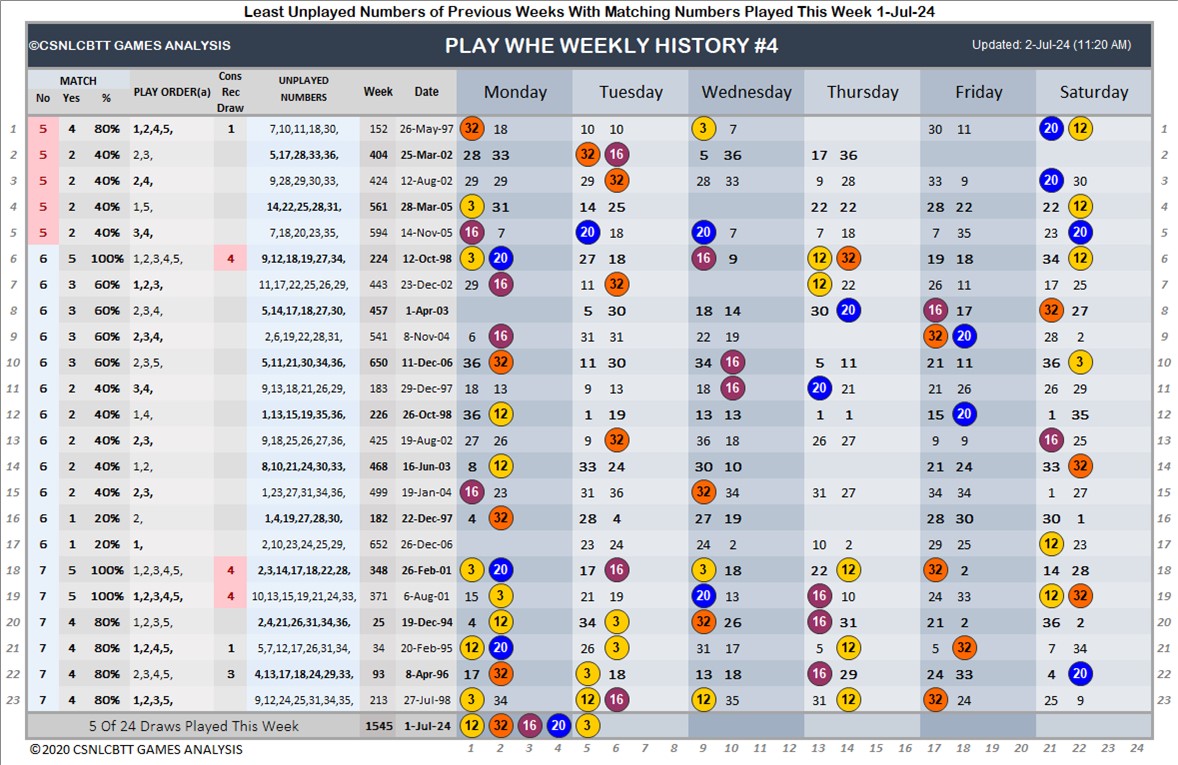 Least Unplayed Numbers of Previous Weeks With Matching Numbers Played This Week 1-Jul-24
©CSNLCBTT GAMES ANALYSIS PLAY WHE WEEKLY HISTORY #4 Updated: 2-Jul-24 (11:20 AM)
MATCH No Yes % PLAY ORDER(a) Cons Rec Draw UNPLAYED NUMBERS Week Date Monday Tuesday Wednesday Thursday Friday Saturday
1 5 4 80% 1,2,4,5, 1 7,10,11,18,30, 152 26-May-97 32 18 10 10 3 7 30 11 20 12 1
2 5 2 40% 2,3, 5,17,28,33,36, 404 25-Mar-02 28 33 32 16 5 36 17 36 2
3 5 2 40% 2,4, 9,28,29,30,33, 424 12-Aug-02 29 29 29 32 28 33 9 28 33 9 20 30 3
4 5 2 40% 1,5, 14,22,25,28,31, 561 28-Mar-05 3 31 14 25 22 22 28 22 22 12 4
5 5 2 40% 3,4, 7,18,20,23,35, 594 14-Nov-05 16 7 20 18 20 7 7 18 7 35 23 20 5
6 6 5 100% 1,2,3,4,5, 4 9,12,18,19,27,34, 224 12-Oct-98 3 20 27 18 16 9 12 32 19 18 34 12 6
7 6 3 60% 1,2,3, 11,17,22,25,26,29, 443 23-Dec-02 29 16 11 32 12 22 26 11 17 25 7
8 6 3 60% 2,3,4, 5,14,17,18,27,30, 457 1-Apr-03 5 30 18 14 30 20 16 17 32 27 8
9 6 3 60% 2,3,4, 2,6,19,22,28,31, 541 8-Nov-04 6 16 31 31 22 19 32 20 28 2 9
10 6 3 60% 2,3,5, 5,11,21,30,34,36, 650 11-Dec-06 36 32 11 30 34 16 5 11 21 11 36 3 10
11 6 2 40% 3,4, 9,13,18,21,26,29, 183 29-Dec-97 18 13 9 13 18 16 20 21 21 26 26 29 11
12 6 2 40% 1,4, 1,13,15,19,35,36, 226 26-Oct-98 36 12 1 19 13 13 1 1 15 20 1 35 12
13 6 2 40% 2,3, 9,18,25,26,27,36, 425 19-Aug-02 27 26 9 32 36 18 26 27 9 9 16 25 13
14 6 2 40% 1,2, 8,10,21,24,30,33, 468 16-Jun-03 8 12 33 24 30 10 21 24 33 32 14
15 6 2 40% 2,3, 1,23,27,31,34,36, 499 19-Jan-04 16 23 31 36 32 34 31 27 34 34 1 27 15
16 6 1 20% 2, 1,4,19,27,28,30, 182 22-Dec-97 4 32 28 4 27 19 28 30 30 1 16
17 6 1 20% 1, 2,10,23,24,25,29, 652 26-Dec-06 23 24 24 2 10 2 29 25 12 23 17
18 7 5 100% 1,2,3,4,5, 4 2,3,14,17,18,22,28, 348 26-Feb-01 3 20 17 16 3 18 22 12 32 2 14 28 18
19 7 5 100% 1,2,3,4,5, 4 10,13,15,19,21,24,33, 371 6-Aug-01 15 3 21 19 20 13 16 10 24 33 12 32 19
20 7 4 80% 1,2,3,5, 2,4,21,26,31,34,36, 25 19-Dec-94 4 12 34 3 32 26 16 31 21 2 36 2 20
21 7 4 80% 1,2,4,5, 1 5,7,12,17,26,31,34, 34 20-Feb-95 12 20 26 3 31 17 5 12 5 32 7 34 21
22 7 4 80% 2,3,4,5, 3 4,13,17,18,24,29,33, 93 8-Apr-96 17 32 3 18 13 18 16 29 24 33 4 20 22
23 7 4 80% 1,2,3,5, 9,12,24,25,31,34,35, 213 27-Jul-98 3 34 12 16 12 35 31 12 32 24 25 9 23
5 Of 24 Draws Played This Week 1545 1-Jul-24 12 32 16 20 3
© 2020 CSNLCBTT GAMES ANALYSIS 1 2 3 4 5 6 7 8 9 10 11 12 13 14 15 16 17 18 19 20 21 22 23 24